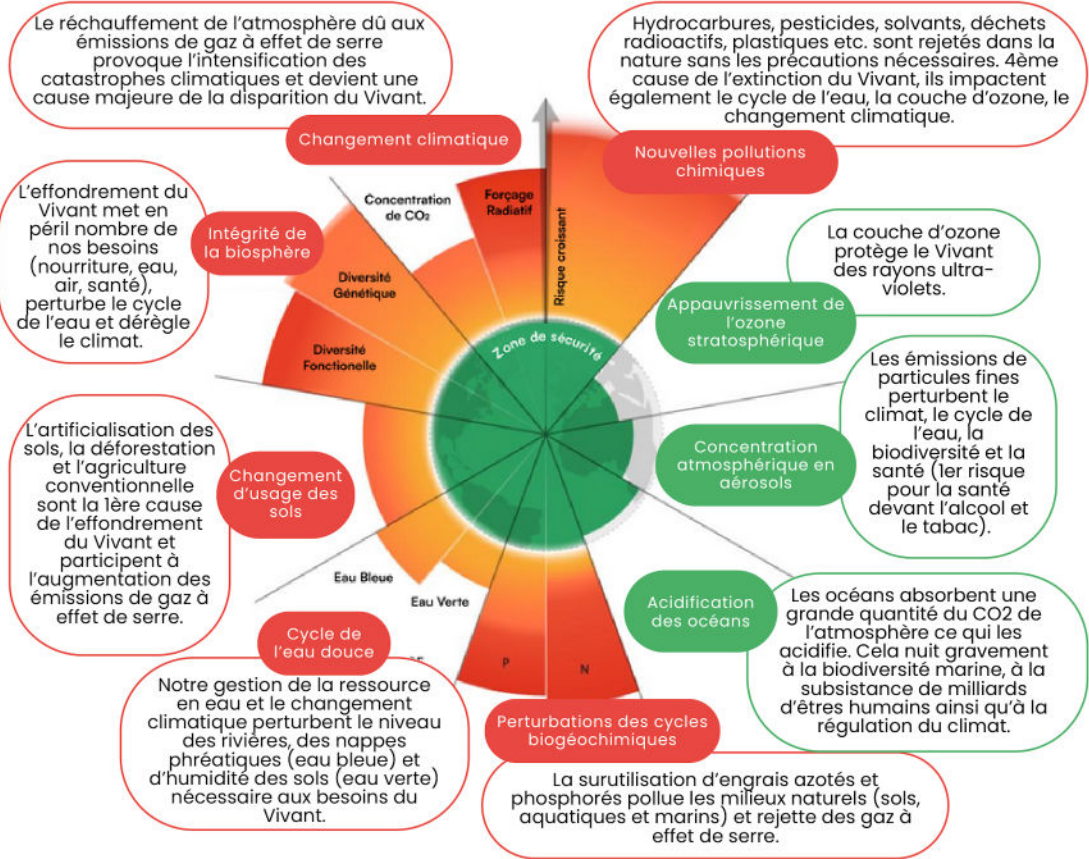 Le réchauffement de l'atmosphère dû aux
émissions de gaz à effet de serre
provoque l'intensification des
catastrophes climatiques et devient une
cause majeure de la disparition du Vivant.
Changement climatique
Hydrocarbures, pesticides, solvants, déchets
radioactifs, plastiques etc. sont rejetés dans la
nature sans les précautions nécessaires. 4ème
cause de l'extinction du Vivant, ils impactent
également le cycle de l'eau, la couche d'ozone, le
changement climatique.
Nouvelles pollutions
chimiques
L'effondrement du
Vivant met en
péril nombre de
nos besoins
(nourriture, eau,
air, santé),
perturbe le cycle
de l'eau et dérègle
le climat.
Intégrité de
la biosphère
Concentration
de CO₂
Forçage
Radiatif
Risque croissant
Diversité
Génétique
Diversité
Fonctionelle
Zone de sécurité
La couche d'ozone
protège le Vivant
des rayons ultra-
violets.
Appauvrissement de
l'ozone
stratosphérique
Les émissions de
particules fines
perturbent le
climat, le cycle de
l'eau, la
biodiversité et la
santé (1er risque
pour la santé
devant l'alcool et
le tabac).
Concentration
atmosphérique en
aérosols
L'artificialisation des
sols, la déforestation
et l'agriculture
conventionnelle
sont la 1ère cause
de l'effondrement
du Vivant et
participent à
l'augmentation des
émissions de gaz à
effet de serre.
Changement
d'usage des
sols
Eau Bleue
Eau Verte
Cycle de
l'eau douce
Notre gestion de la ressource
en eau et le changement
climatique perturbent le niveau
des rivières, des nappes
phréatiques (eau bleue) et
d'humidité des sols (eau verte)
nécessaire aux besoins du
Vivant.
P
N
Perturbations des cycles
biogéochimiques
La surutilisation d'engrais azotés et
phosphorés pollue les milieux naturels (sols,
aquatiques et marins) et rejette des gaz à
effet de serre.
Acidification
des océans
Les océans absorbent une
grande quantité du CO2 de
l'atmosphère ce qui les
acidifie. Cela nuit gravement
à la biodiversité marine, à la
subsistance de milliards
d'êtres humains ainsi qu'à la
régulation du climat.